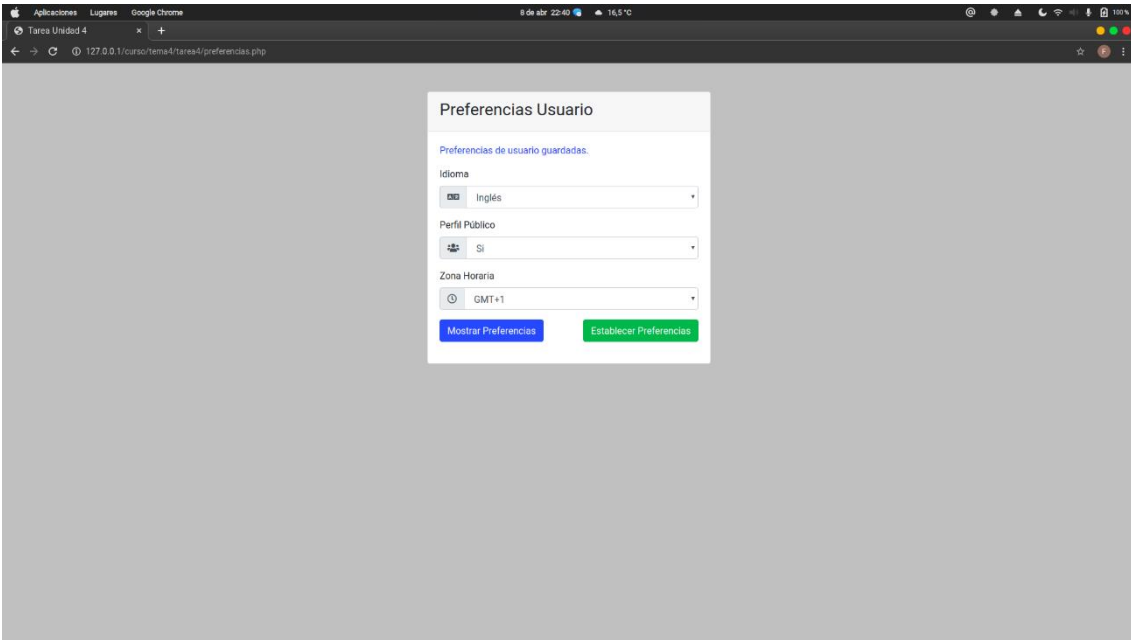 Aplicaciones Lugares Google Chrome 8 de abr 22:40 16,5°C 100%
Tarea Unidad 4 × +
127.0.0.1/curso/tema4/tarea4/preferencias.php F
Preferencias Usuario
Preferencias de usuario guardadas.
Idioma
Inglés
Perfil Público
Sí
Zona Horaria
GMT+1
Mostrar Preferencias Establecer Preferencias